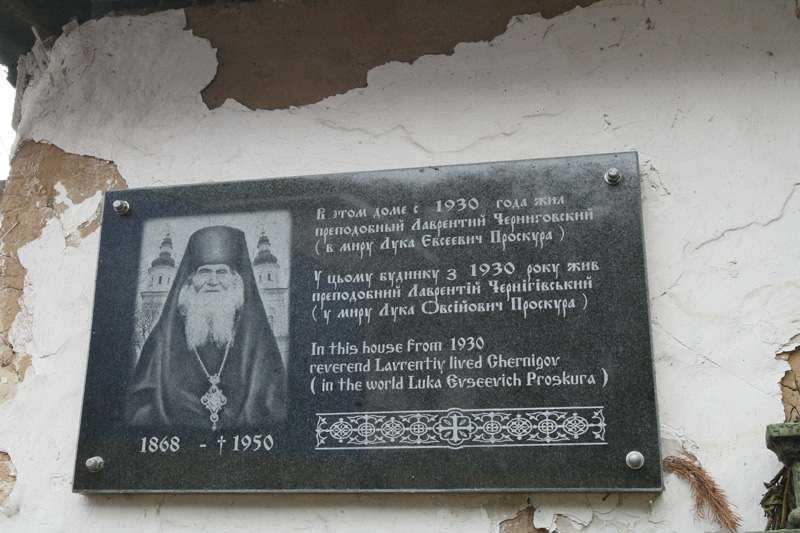 В этом доме с 1930 года жил
преподобный Лаврентий Черниговский
(в миру Лука Евсеевич Проскура)
У цьому будинку з 1930 року жив
преподобний Лаврентій Чернігівський
(у миру Лука Овсійович Проскура)
In this house from 1930
reverend Lavrentiy lived Chernigov
(in the world Luka Evseevich Proskura)
1868 - †1950